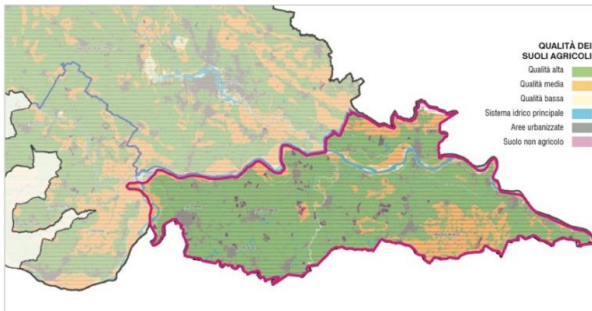 QUALITÀ DEI
SUOLI AGRICOLI
Qualità alta
Qualità media
Qualità bassa
Sistema idrico principale
Aree urbanizzate
Suolo non agricolo